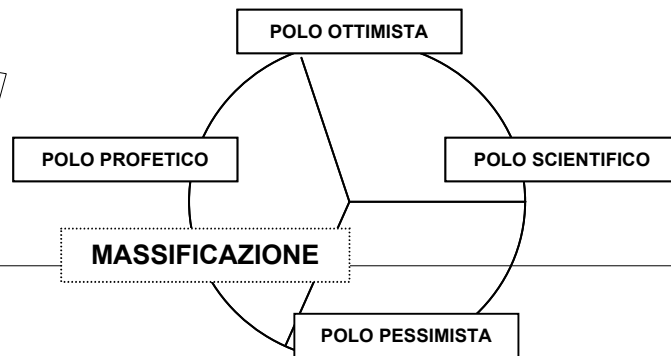 POLO OTTIMISTA
POLO PROFETICO
POLO SCIENTIFICO
MASSIFICAZIONE
POLO PESSIMISTA